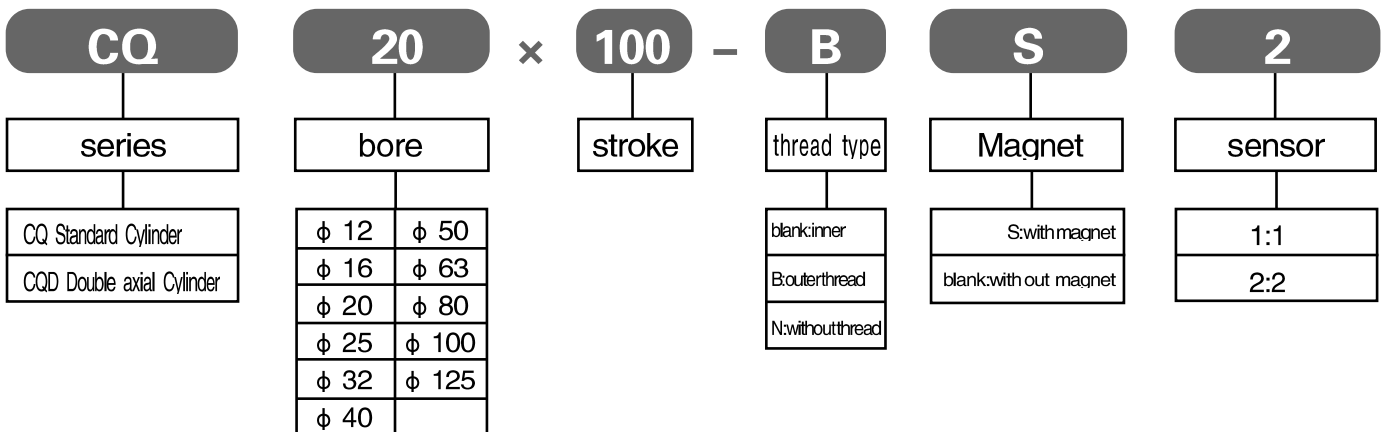 CQ 20 × 100 – B S 2
series bore stroke thread type Magnet sensor
CQ Standard Cylinder
CQD Double axial Cylinder
ϕ 12 ϕ 50
ϕ 16 ϕ 63
ϕ 20 ϕ 80
ϕ 25 ϕ 100
ϕ 32 ϕ 125
ϕ 40
blank:inner
B:outerthread
N:withoutthread
S:with magnet
blank:with out magnet
1:1
2:2